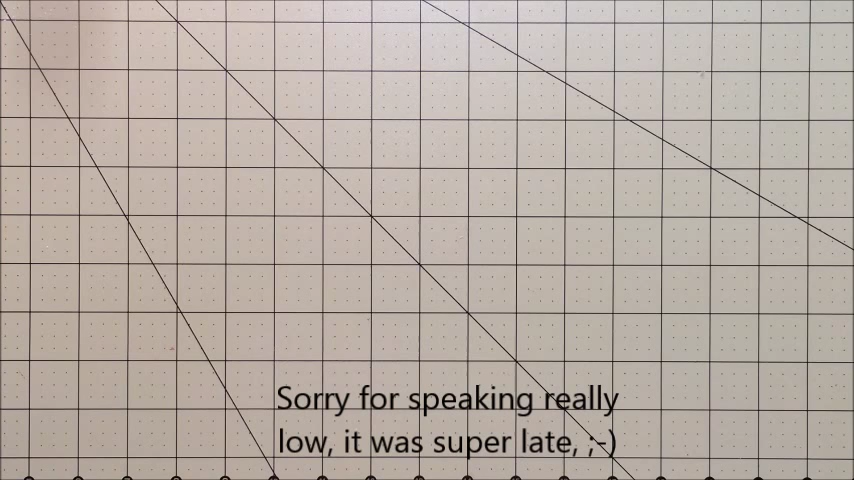 Sorry for speaking really
low, it was super late, ;-)